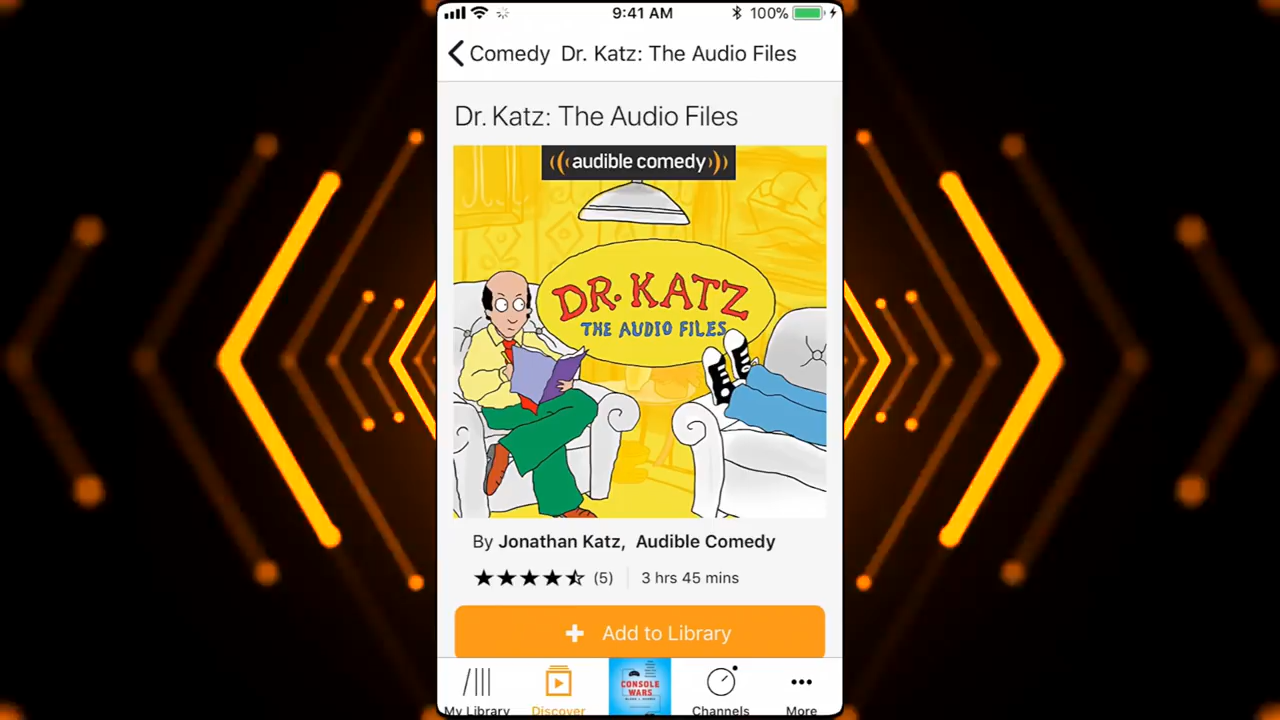 9:41 AM
100%
Comedy Dr. Katz: The Audio Files
Dr. Katz: The Audio Files
audible comedy
DR. KATZ
THE AUDIO FILES
By Jonathan Katz, Audible Comedy
(5) 3 hrs 45 mins
+ Add to Library
CONSOLE
WARS
My Library Discover Channels More